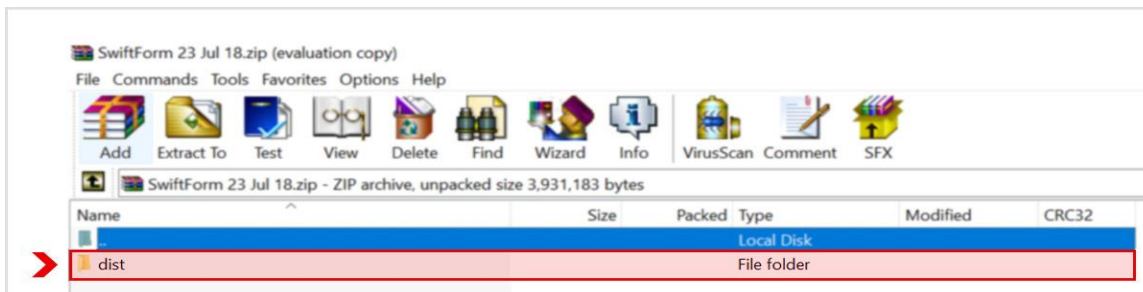 SwiftForm 23 Jul 18.zip (evaluation copy)
File Commands Tools Favorites Options Help
Add Extract To Test View Delete Find Wizard Info VirusScan Comment SFX
SwiftForm 23 Jul 18.zip - ZIP archive, unpacked size 3,931,183 bytes
Name Size Packed Type Modified CRC32
.. Local Disk
dist File folder